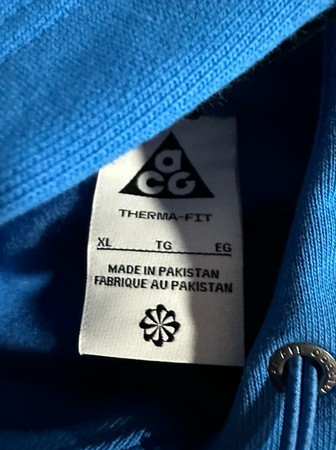 acg
THERMA-FIT
XL TG EG
MADE IN PAKISTAN
FABRIQUE AU PAKISTAN